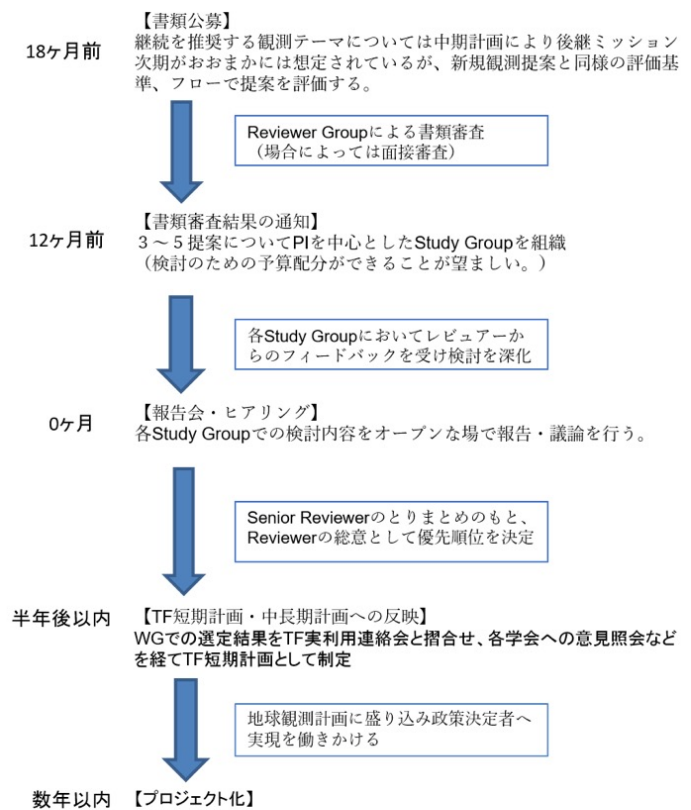 【書類公募】
18ヶ月前
継続を推奨する観測テーマについては中期計画により後継ミッション
次期がおおまかには想定されているが、新規観測提案と同様の評価基
準、フローで提案を評価する。
Reviewer Groupによる書類審査
(場合によっては面接審査)
【書類審査結果の通知】
12ヶ月前
3~5提案についてPIを中心としたStudy Groupを組織
(検討のための予算配分ができることが望ましい。)
各Study Groupにおいてレビュアーか
らのフィードバックを受け検討を深化
0ヶ月
【報告会・ヒアリング】
各Study Groupでの検討内容をオープンな場で報告・議論を行う。
Senior Reviewerのとりまとめのもと、
Reviewerの総意として優先順位を決定
半年後以内
【TF短期計画・中長期計画への反映】
WGでの選定結果をTF実利用連絡会と摺合せ、各学会への意見照会など
を経てTF短期計画として制定
地球観測計画に盛り込み政策決定者へ
実現を働きかける
数年以内
【プロジェクト化】